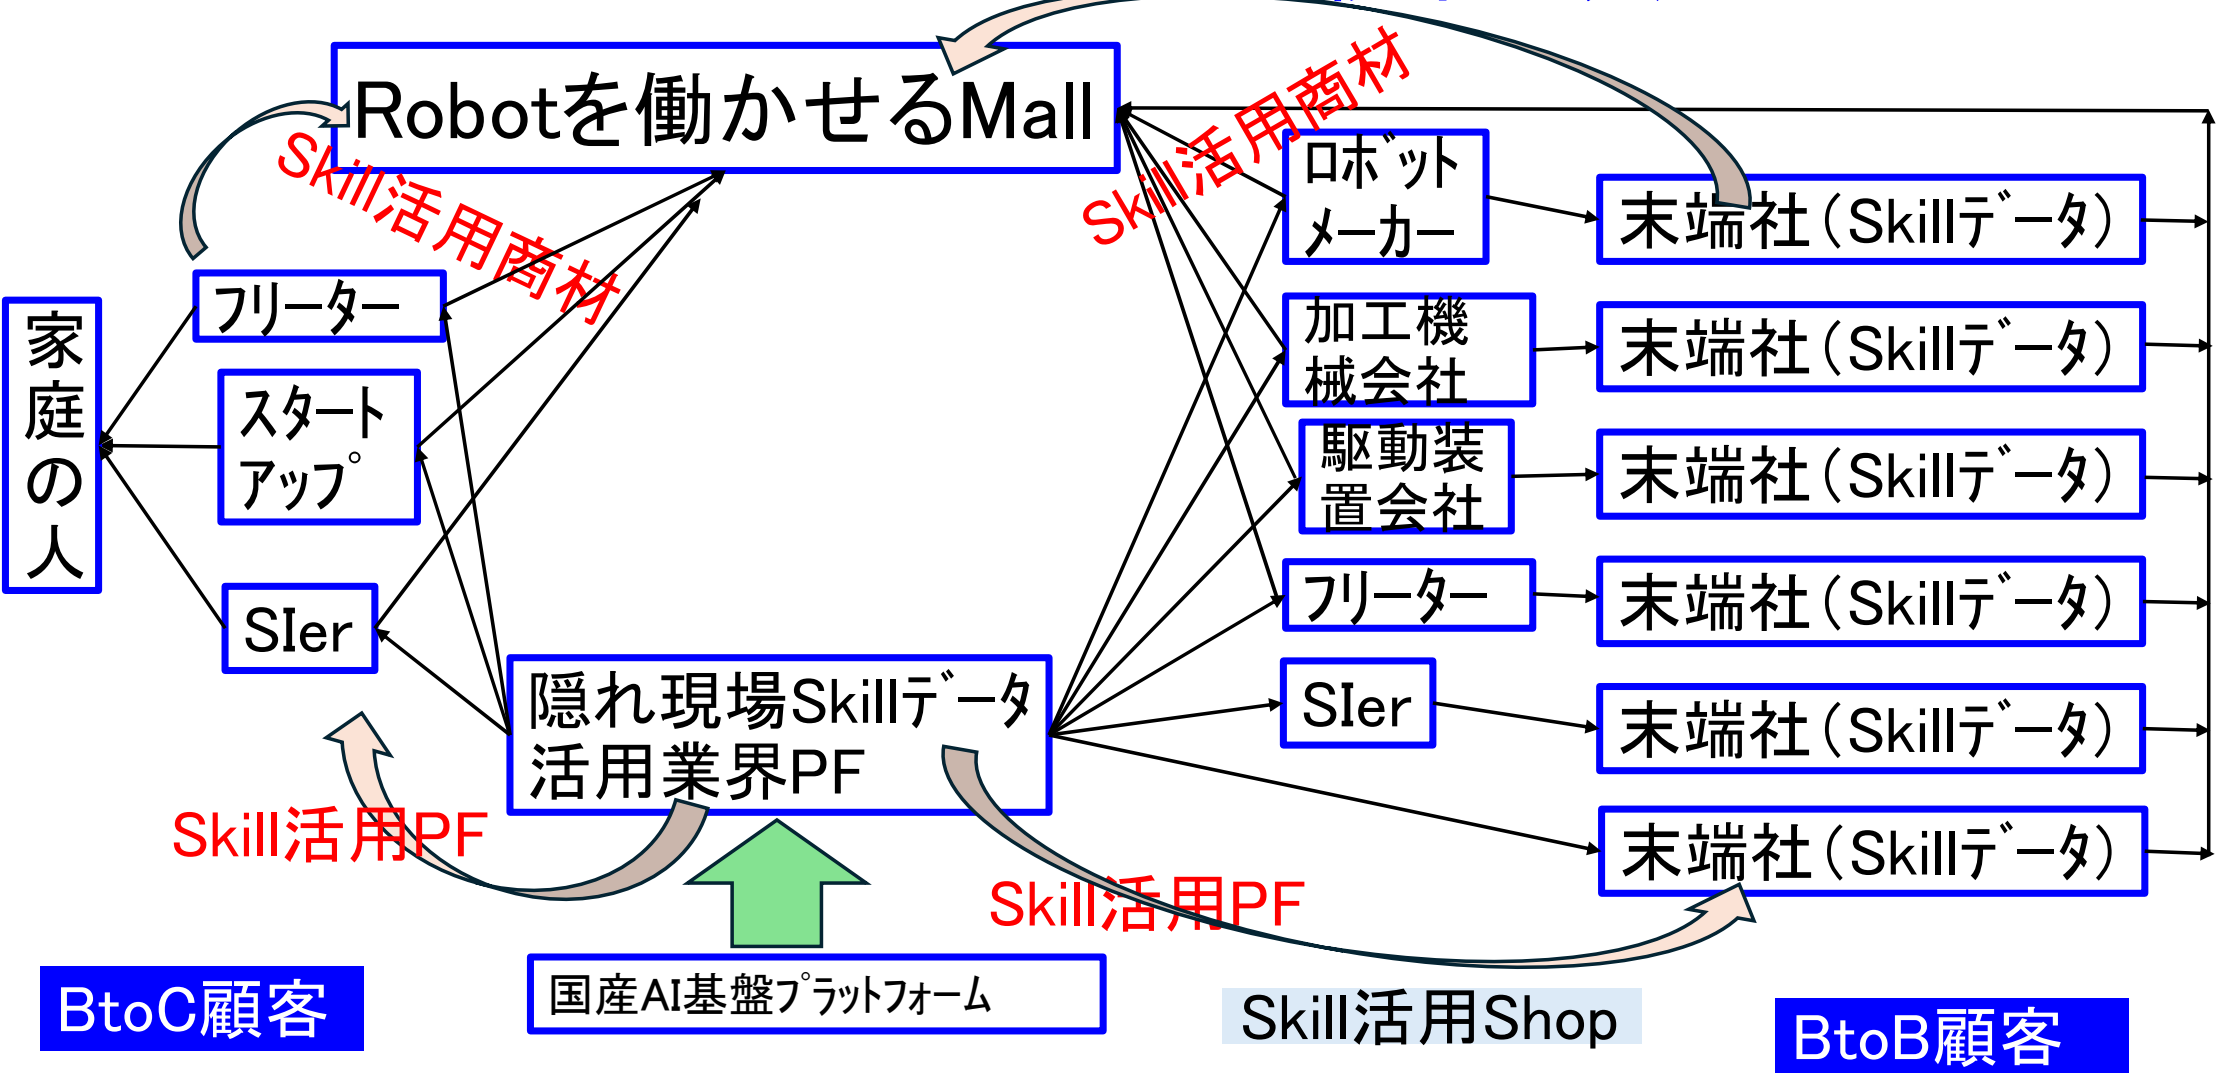 Robotを働かせるMall
Skill活用商材
Skill活用商材
ﾛﾎﾞｯﾄ
ﾒｰｶｰ
末端社(Skillﾃﾞｰﾀ)
家庭の人
ﾌﾘｰﾀｰ
加工機
械会社
末端社(Skillﾃﾞｰﾀ)
ｽﾀｰﾄ
ｱｯﾌﾟ
駆動装
置会社
末端社(Skillﾃﾞｰﾀ)
SIer
ﾌﾘｰﾀｰ
末端社(Skillﾃﾞｰﾀ)
隠れ現場Skillﾃﾞｰﾀ
活用業界PF
SIer
末端社(Skillﾃﾞｰﾀ)
Skill活用PF
末端社(Skillﾃﾞｰﾀ)
Skill活用PF
国産AI基盤ﾌﾟﾗｯﾄﾌｫｰﾑ
BtoC顧客
Skill活用Shop
BtoB顧客